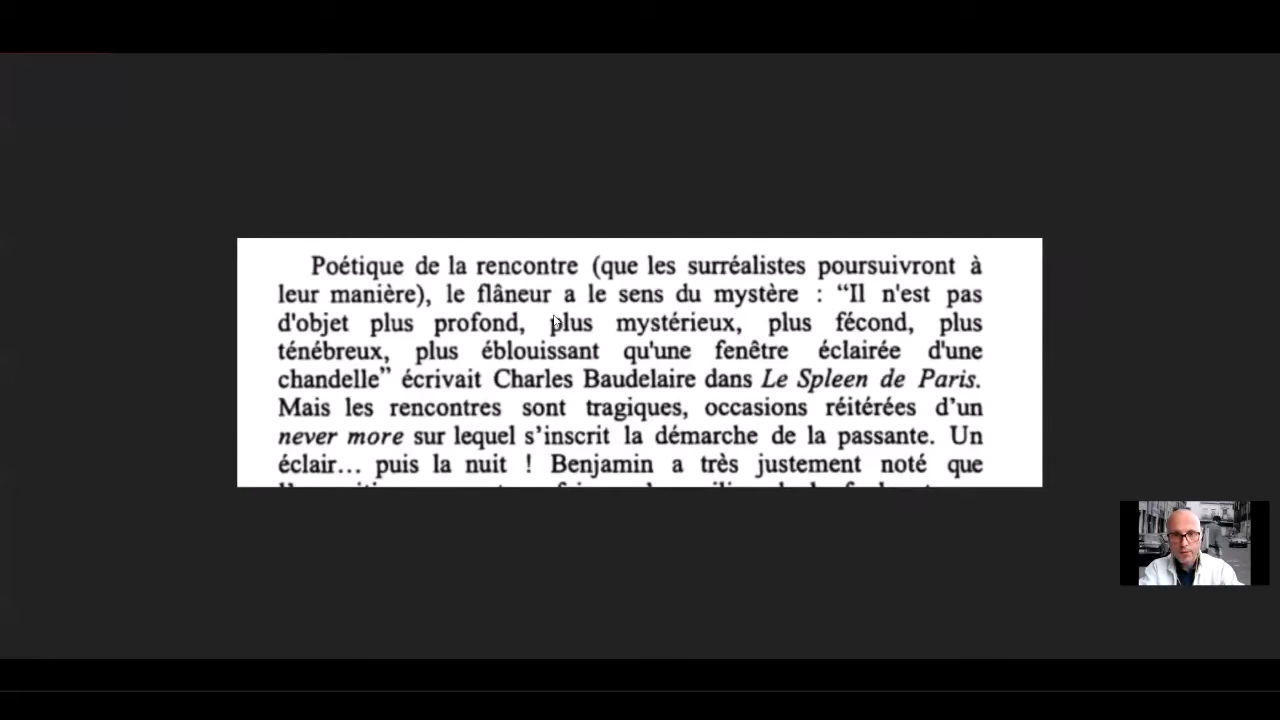 Poétique de la rencontre (que les surréalistes poursuivront à
leur manière), le flâneur a le sens du mystère : “Il n'est pas
d'objet plus profond, plus mystérieux, plus fécond, plus
ténébreux, plus éblouissant qu'une fenêtre éclairée d'une
chandelle” écrivait Charles Baudelaire dans Le Spleen de Paris.
Mais les rencontres sont tragiques, occasions réitérées d’un
never more sur lequel s’inscrit la démarche de la passante. Un
éclair… puis la nuit ! Benjamin a très justement noté que